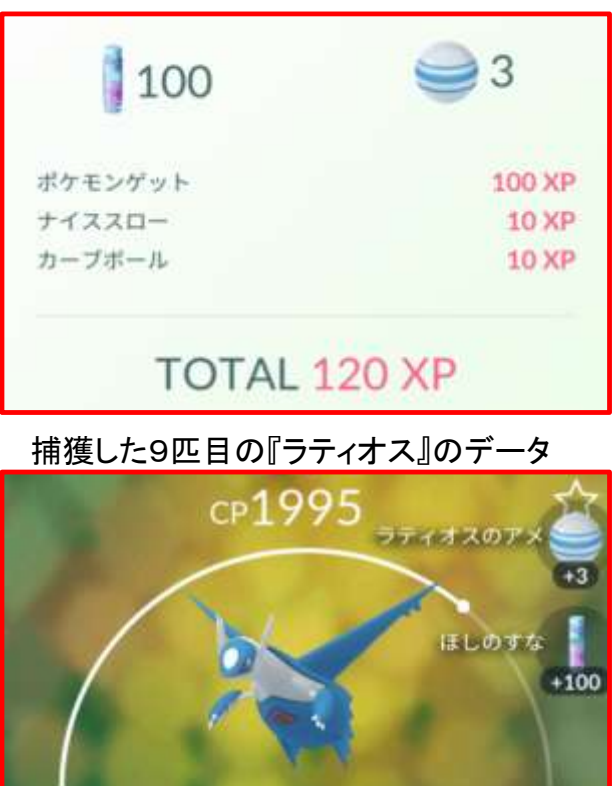 100
3
ポケモンゲット 100 XP
ナイススロー 10 XP
カーブボール 10 XP
TOTAL 120 XP
捕獲した９匹目の『ラティオス』のデータ
CP1995
ラティオスのアメ
+3
ほしのすな
+100